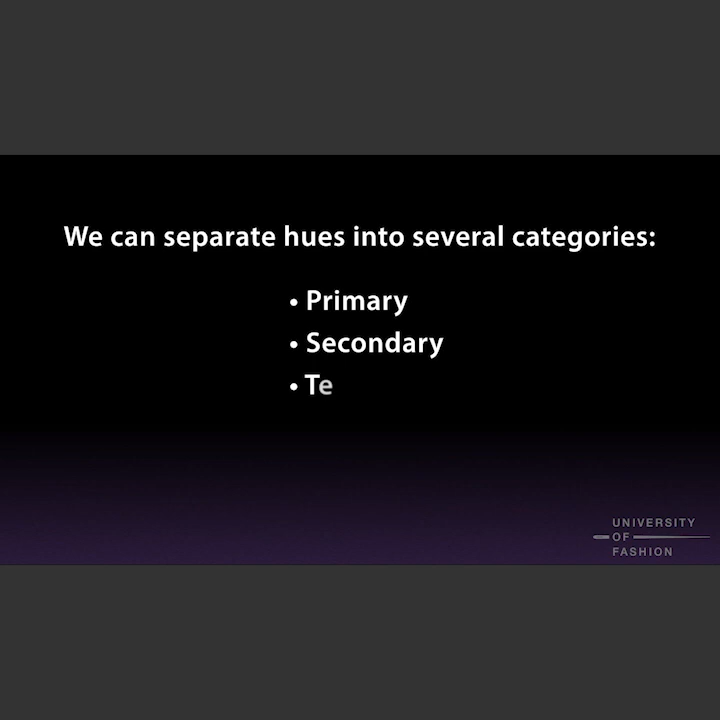 We can separate hues into several categories:
• Primary
• Secondary
• Te
UNIVERSITY
OF
FASHION